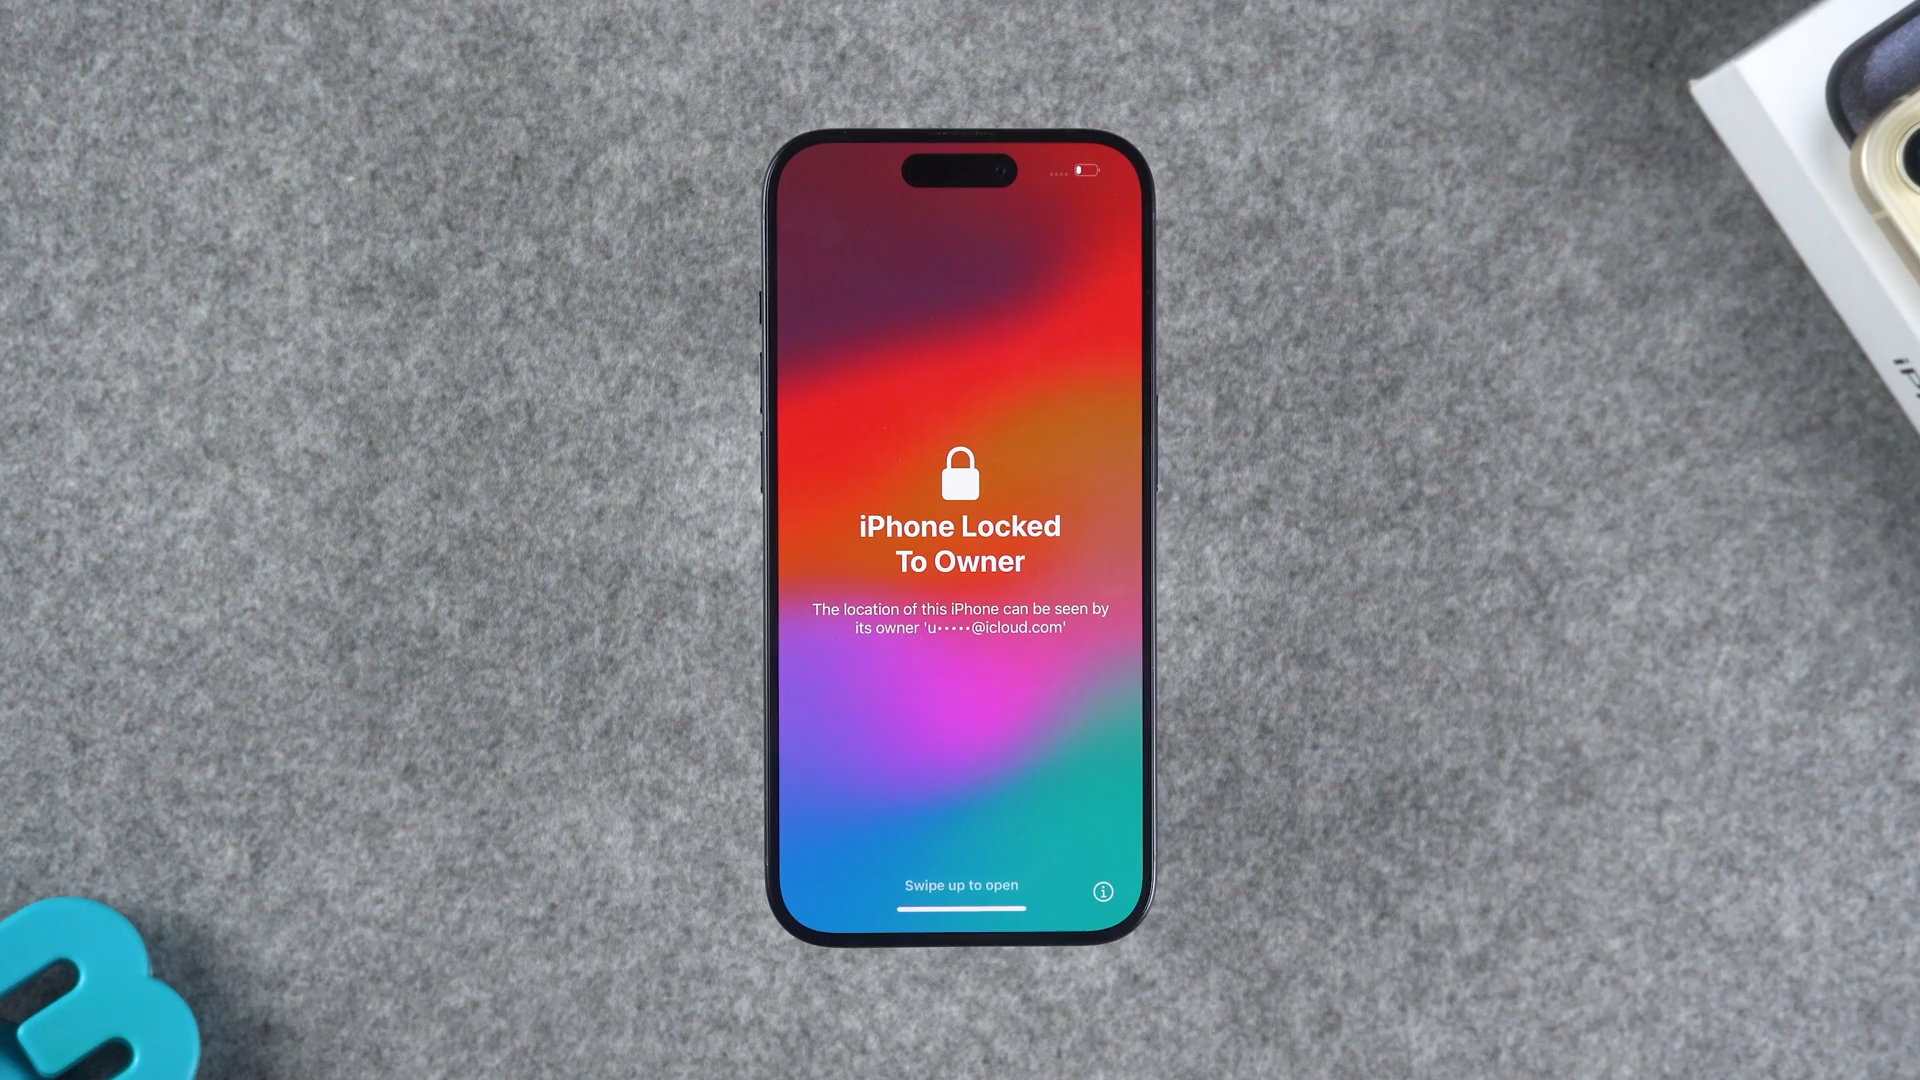 iPhone Locked
To Owner
The location of this iPhone can be seen by
its owner 'u•••••@icloud.com'
Swipe up to open